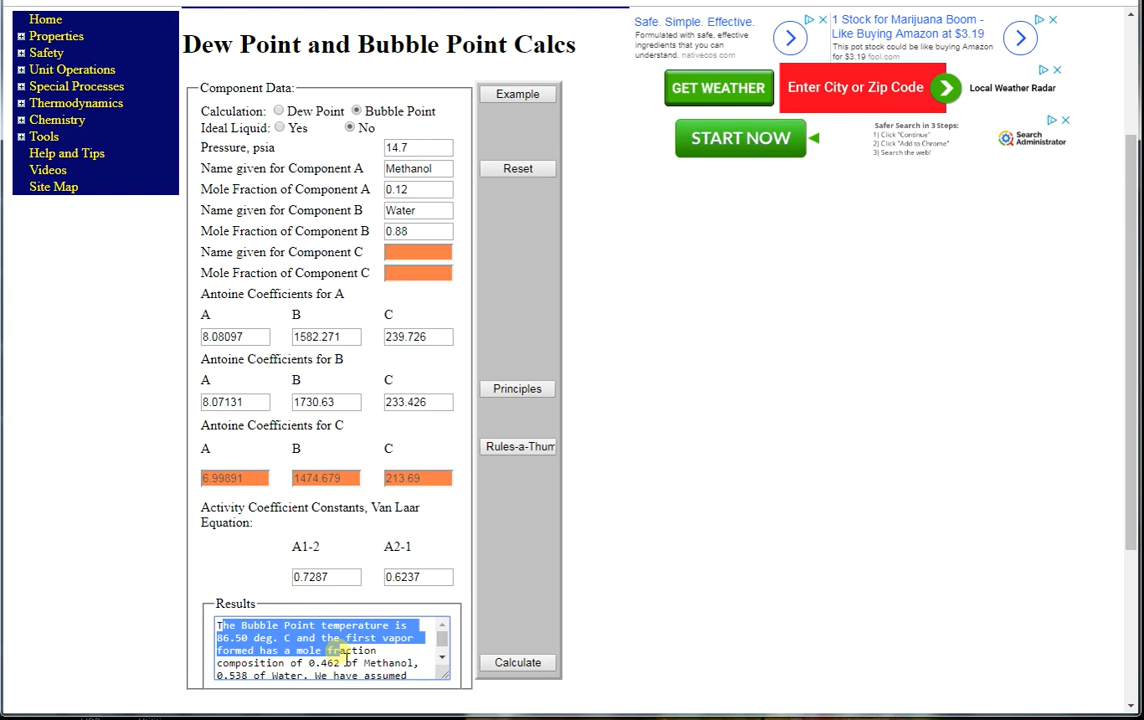 Home
Properties
Safety
Unit Operations
Special Processes
Thermodynamics
Chemistry
Tools
Help and Tips
Videos
Site Map
Dew Point and Bubble Point Calcs
Component Data:
Calculation: Dew Point Bubble Point
Ideal Liquid: Yes No
Pressure, psia 14.7
Name given for Component A Methanol
Mole Fraction of Component A 0.12
Name given for Component B Water
Mole Fraction of Component B 0.88
Name given for Component C
Mole Fraction of Component C
Antoine Coefficients for A
A B C
8.08097 1582.271 239.726
Antoine Coefficients for B
A B C
8.07131 1730.63 233.426
Antoine Coefficients for C
A B C
6.99891 1474.679 213.69
Activity Coefficient Constants, Van Laar
Equation:
A1-2 A2-1
0.7287 0.6237
Results
The Bubble Point temperature is
86.50 deg. C and the first vapor
formed has a mole fraction
composition of 0.462 of Methanol,
0.538 of Water. We have assumed
Example
Reset
Principles
Rules-a-Thum
Calculate
Safe. Simple. Effective.
Formulated with safe, effective
ingredients that you can
understand. nativecos.com
1 Stock for Marijuana Boom -
Like Buying Amazon at $3.19
This pot stock could be like buying Amazon
for $3.19 fool.com
GET WEATHER
Enter City or Zip Code
Local Weather Radar
START NOW
Safer Search in 3 Steps:
1) Click "Continue"
2) Click "Add to Chrome"
3) Search the web!
Search
Administrator